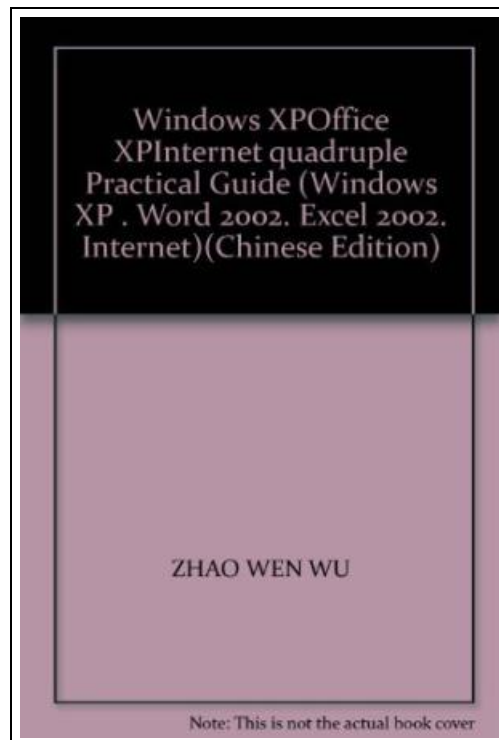 Windows XPOffice
XPInternet quadruple
Practical Guide (Windows
XP . Word 2002. Excel 2002.
Internet)(Chinese Edition)
ZHAO WEN WU
Note: This is not the actual book cover